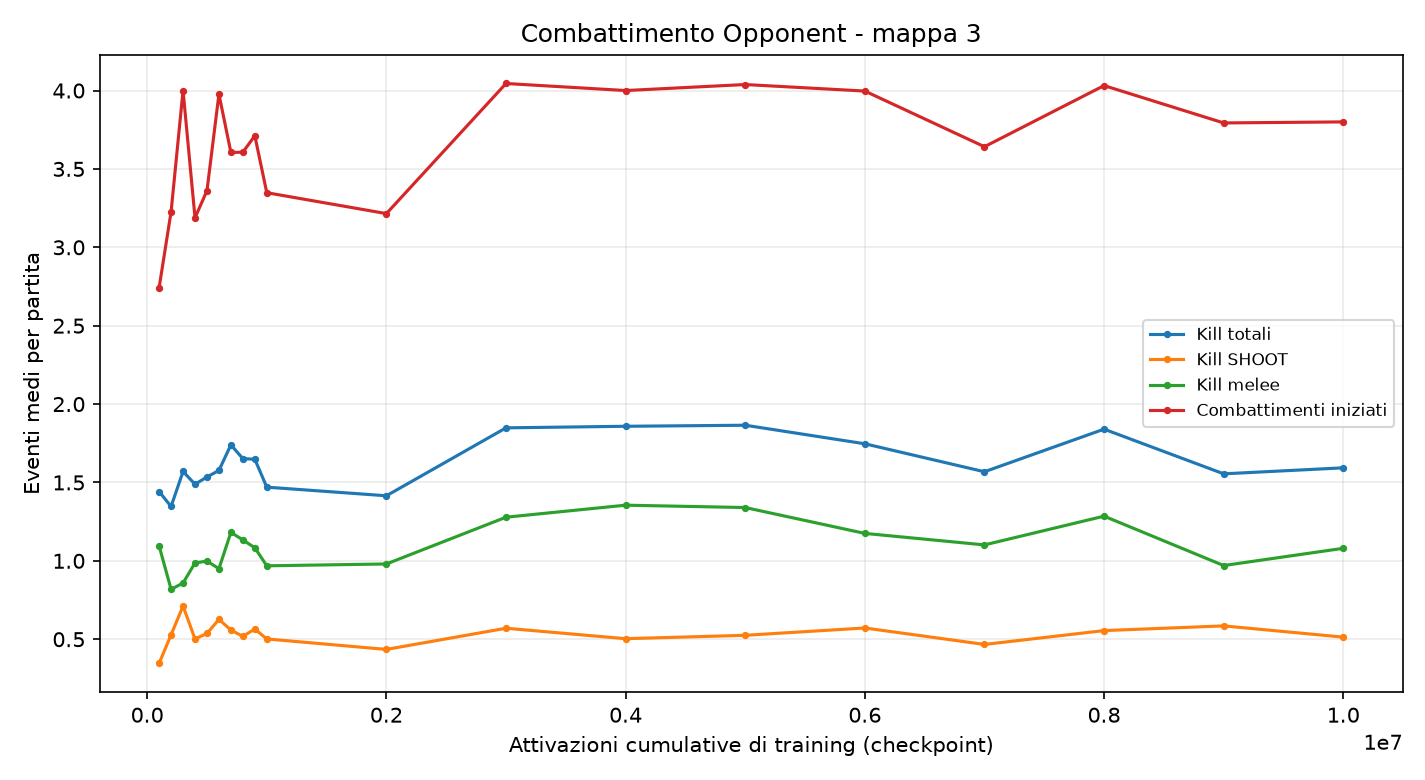 Combattimento Opponent - mappa 3
Eventi medi per partita
4.0
3.5
3.0
2.5
2.0
1.5
1.0
0.5
Kill totali
Kill SHOOT
Kill melee
Combattimenti iniziati
0.0 0.2 0.4 0.6 0.8 1.0
1e7
Attivazioni cumulative di training (checkpoint)